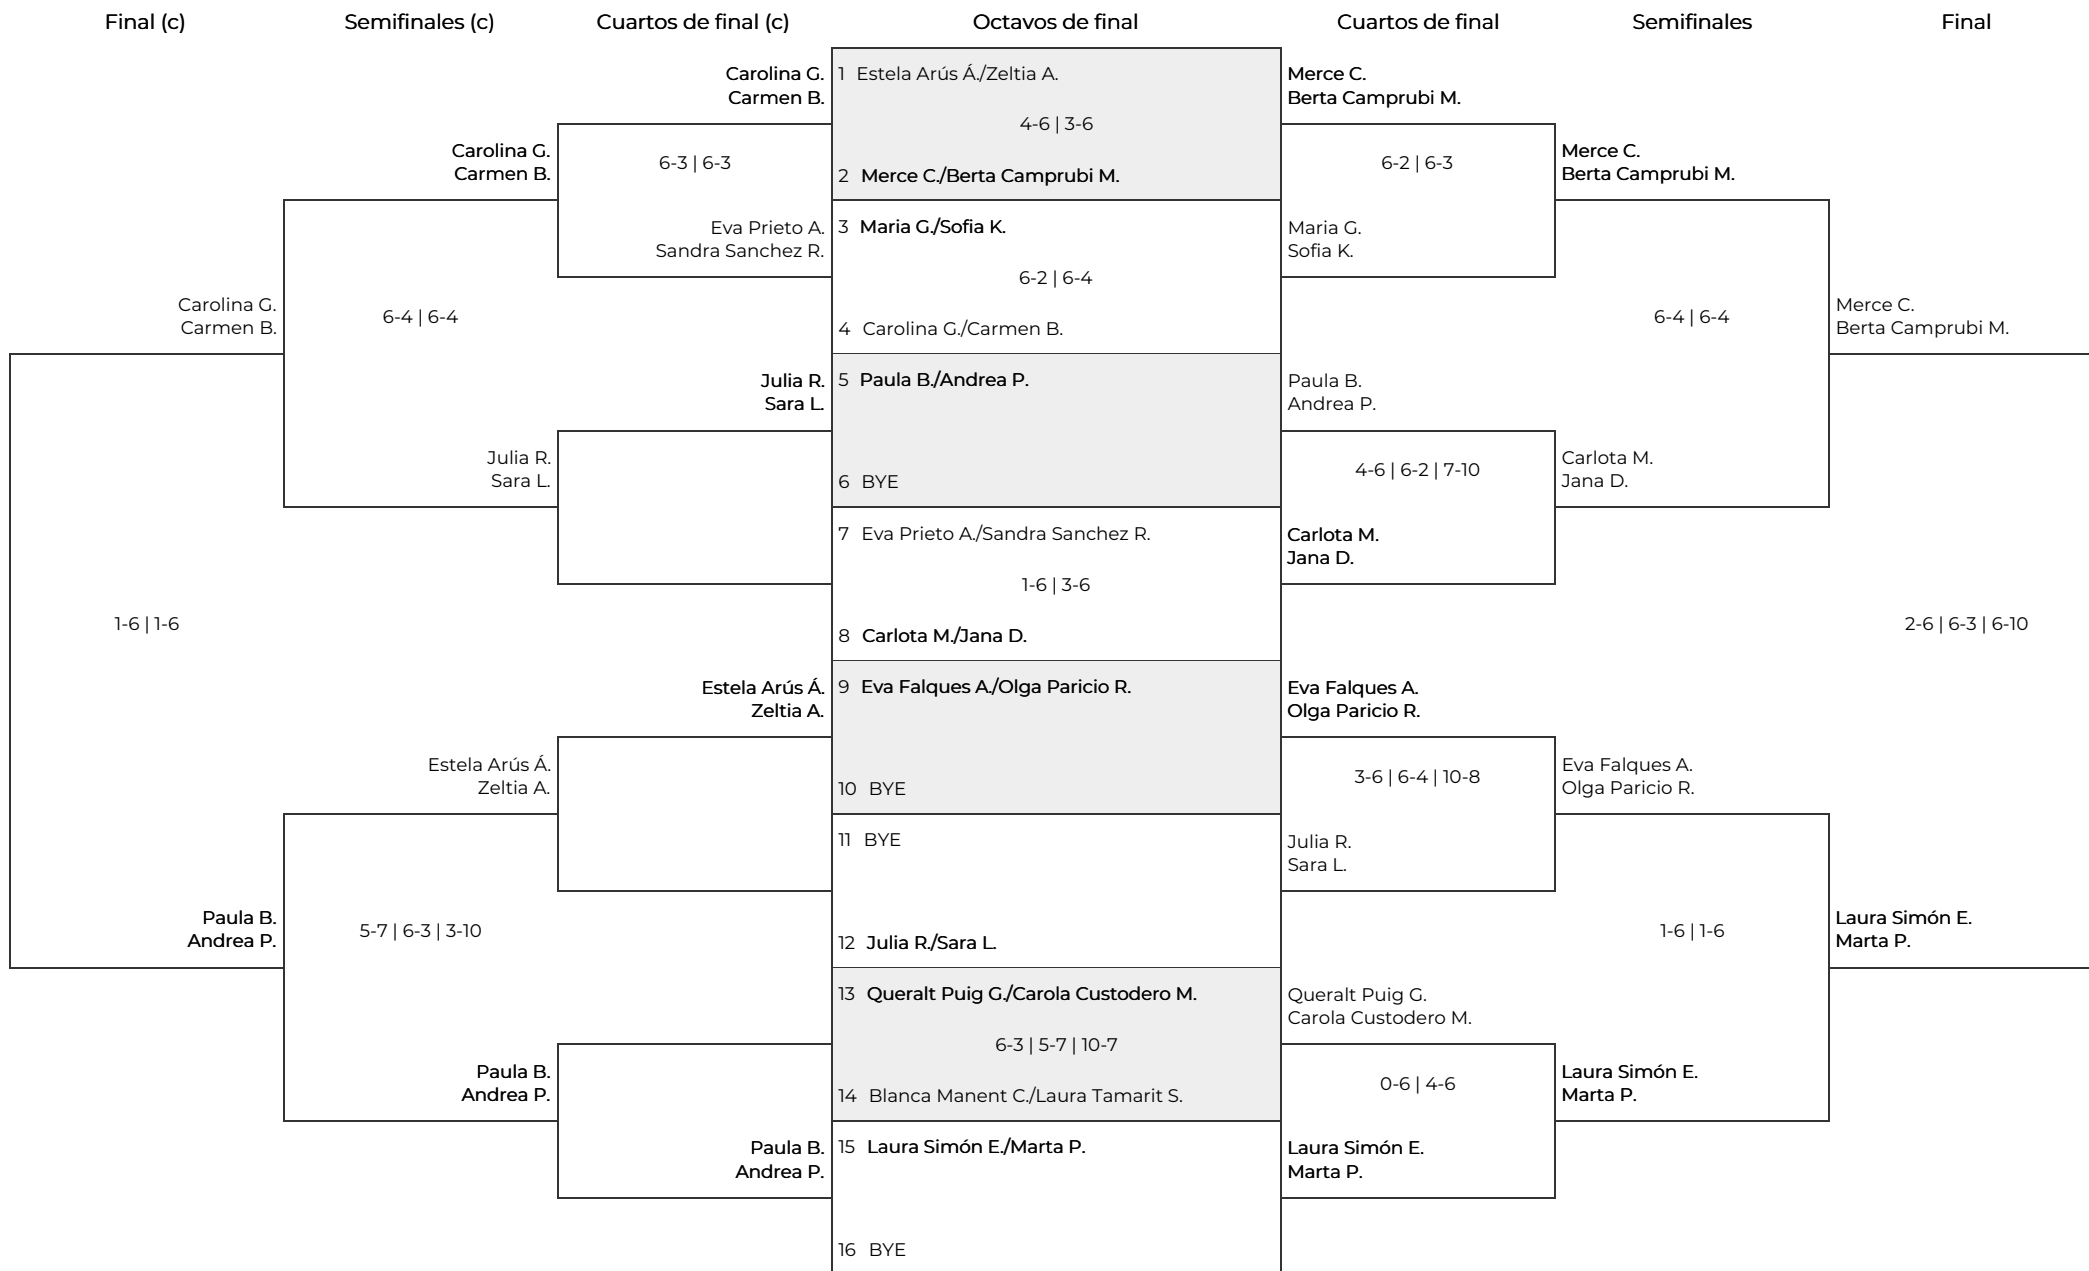 Final (c)
Semifinales (c)
Cuartos de final (c)
Octavos de final
Cuartos de final
Semifinales
Final
Carolina G.
Carmen B.
1-6 | 1-6
Paula B.
Andrea P.
Carolina G.
Carmen B.
6-4 | 6-4
Julia R.
Sara L.
Estela Arús Á.
Zeltia A.
5-7 | 6-3 | 3-10
Paula B.
Andrea P.
Carolina G.
Carmen B.
6-3 | 6-3
Eva Prieto A.
Sandra Sanchez R.
Julia R.
Sara L.
Estela Arús Á.
Zeltia A.
Paula B.
Andrea P.
1 Estela Arús Á./Zeltia A.
4-6 | 3-6
2 Merce C./Berta Camprubi M.
3 Maria G./Sofia K.
6-2 | 6-4
4 Carolina G./Carmen B.
5 Paula B./Andrea P.
6 BYE
7 Eva Prieto A./Sandra Sanchez R.
1-6 | 3-6
8 Carlota M./Jana D.
9 Eva Falques A./Olga Paricio R.
10 BYE
11 BYE
12 Julia R./Sara L.
13 Queralt Puig G./Carola Custodero M.
6-3 | 5-7 | 10-7
14 Blanca Manent C./Laura Tamarit S.
15 Laura Simón E./Marta P.
16 BYE
Merce C.
Berta Camprubi M.
6-2 | 6-3
Maria G.
Sofia K.
Paula B.
Andrea P.
4-6 | 6-2 | 7-10
Carlota M.
Jana D.
Eva Falques A.
Olga Paricio R.
3-6 | 6-4 | 10-8
Julia R.
Sara L.
Queralt Puig G.
Carola Custodero M.
0-6 | 4-6
Laura Simón E.
Marta P.
Merce C.
Berta Camprubi M.
6-4 | 6-4
Carlota M.
Jana D.
Eva Falques A.
Olga Paricio R.
1-6 | 1-6
Laura Simón E.
Marta P.
Merce C.
Berta Camprubi M.
2-6 | 6-3 | 6-10
Laura Simón E.
Marta P.